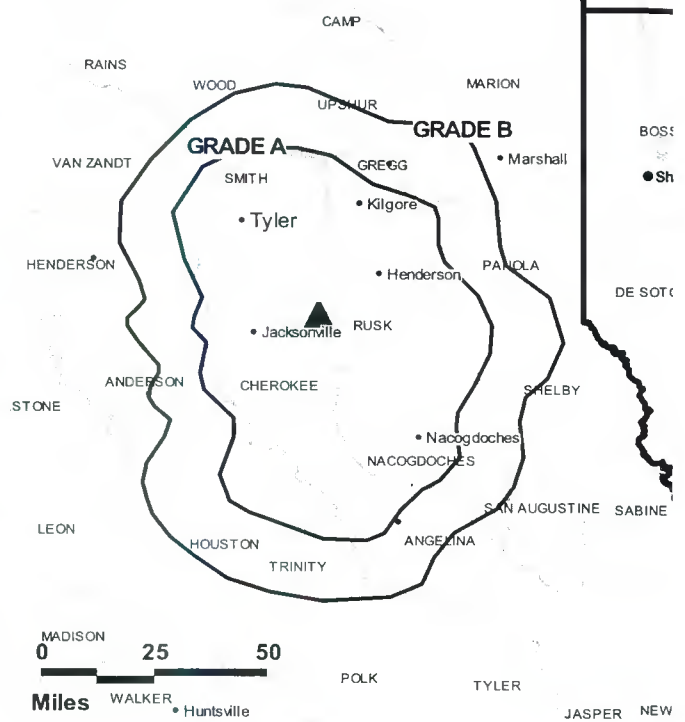 CAMP
RAINS
WOOD
MARION
UPSHUR
GRADE B
BOSS
GRADE A
VAN ZANDT
GREGG
Marshall
SMITH
Sh
Kilgore
Tyler
HENDERSON
Henderson
PANOLA
DE SOTO
Jacksonville
RUSK
ANDERSON
CHEROKEE
SHELBY
STONE
Nacogdoches
NACOGDOCHES
SAN AUGUSTINE
SABINE
LEON
HOUSTON
ANGELINA
TRINITY
MADISON
0 25 50
POLK
TYLER
Miles
WALKER
Huntsville
JASPER
NEW